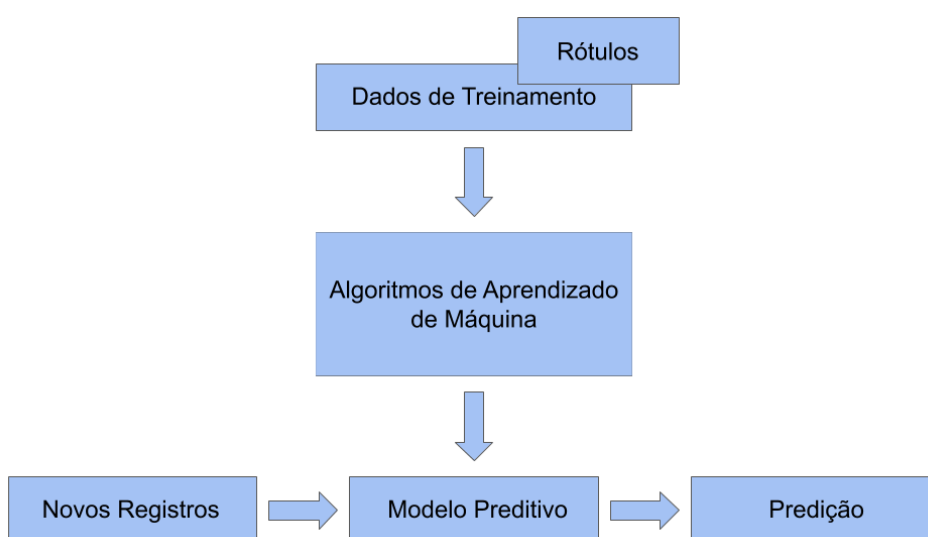 Rótulos
Dados de Treinamento
Algoritmos de Aprendizado
de Máquina
Novos Registros
Modelo Preditivo
Predição